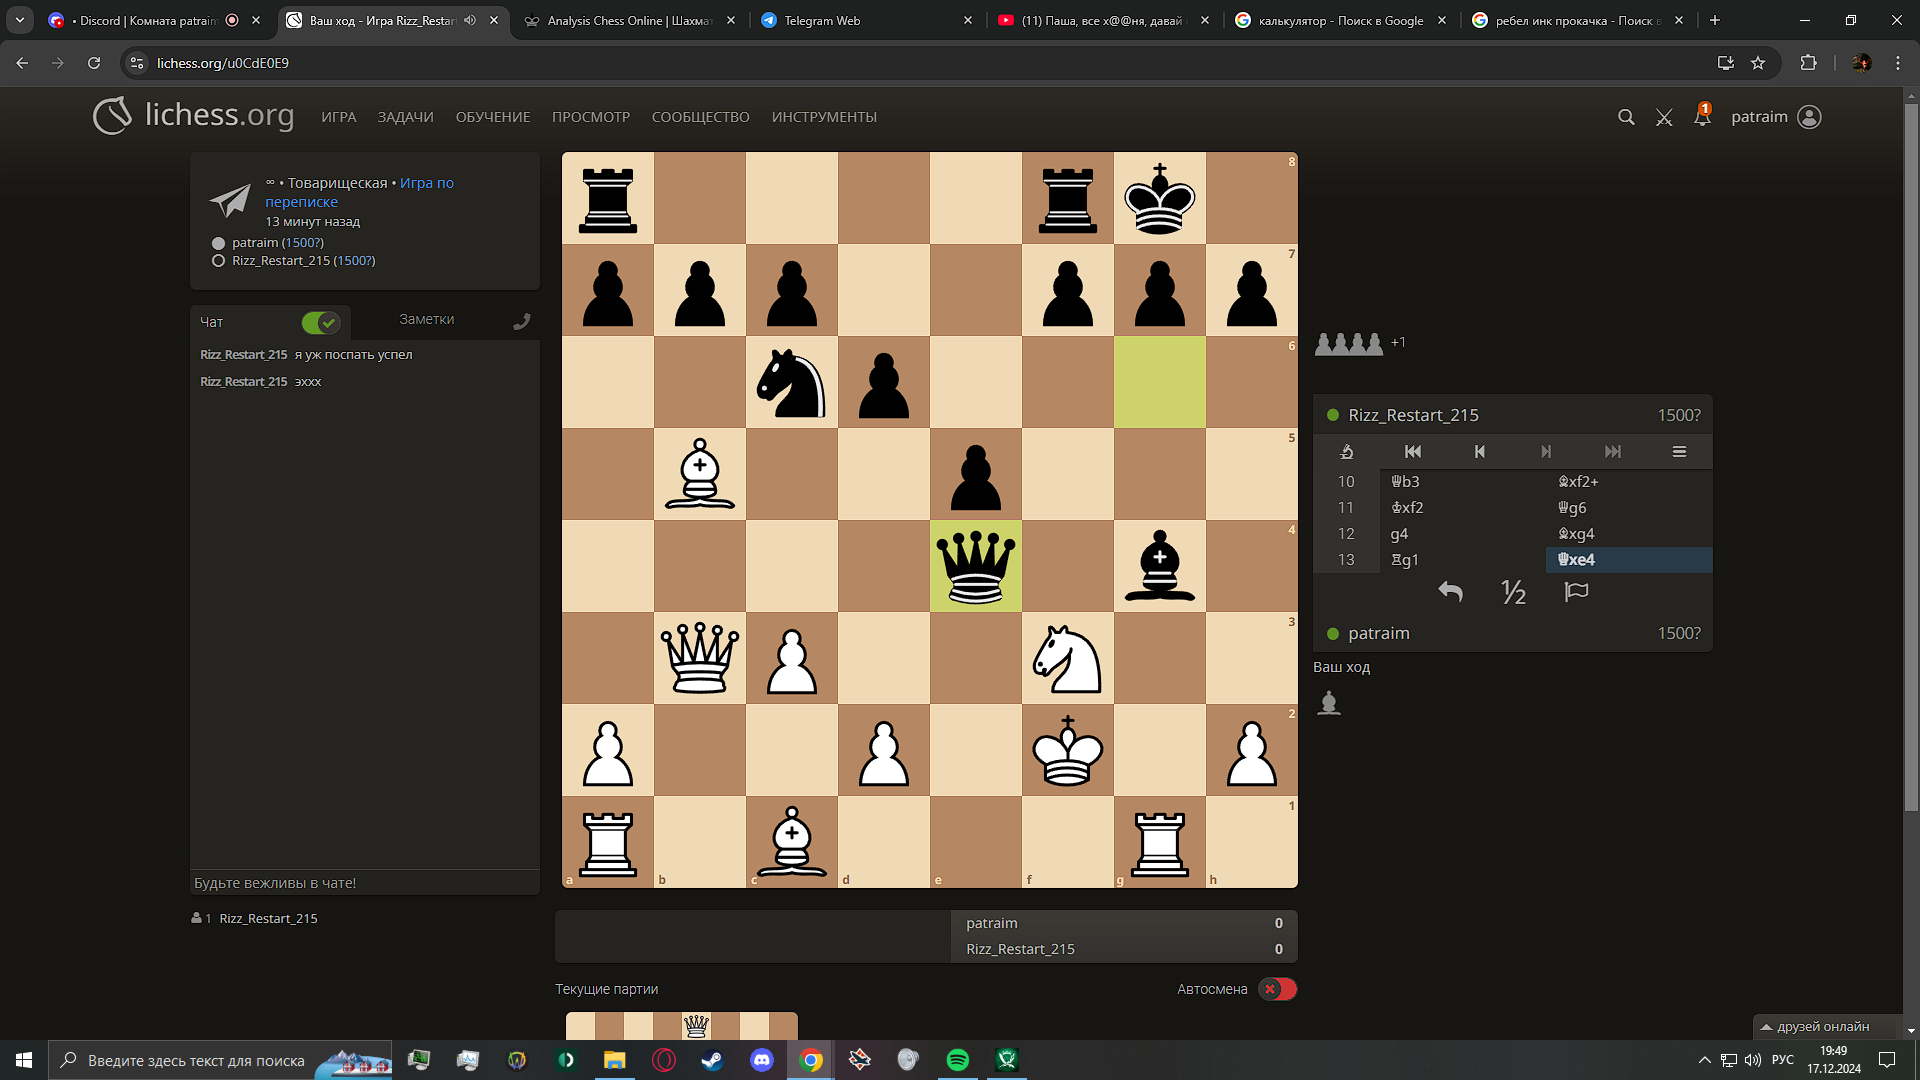 • Discord | Комната patraim
Ваш ход - Игра Rizz_Restar
Analysis Chess Online | Шахмат
Telegram Web
(11) Паша, все х@@ня, давай
калькулятор - Поиск в Google
ребел инк прокачка - Поиск в
lichess.org/u0CdE0E9
lichess.org
ИГРА ЗАДАЧИ ОБУЧЕНИЕ ПРОСМОТР СООБЩЕСТВО ИНСТРУМЕНТЫ
1
patraim
∞ • Товарищеская • Игра по
переписке
13 минут назад
patraim (1500?)
Rizz_Restart_215 (1500?)
Чат
Заметки
Rizz_Restart_215 я уж поспать успел
Rizz_Restart_215 эххх
Будьте вежливы в чате!
1 Rizz_Restart_215
8
7
6
5
4
3
2
1
a b c d e f g h
patraim 0
Rizz_Restart_215 0
Текущие партии
Автосмена
+1
Rizz_Restart_215 1500?
10 ♕b3 ♗xf2+
11 ♔xf2 ♕g6
12 g4 ♗xg4
13 ♖g1 ♕xe4
½
patraim 1500?
Ваш ход
друзей онлайн
Введите здесь текст для поиска
РУС
19:49
17.12.2024